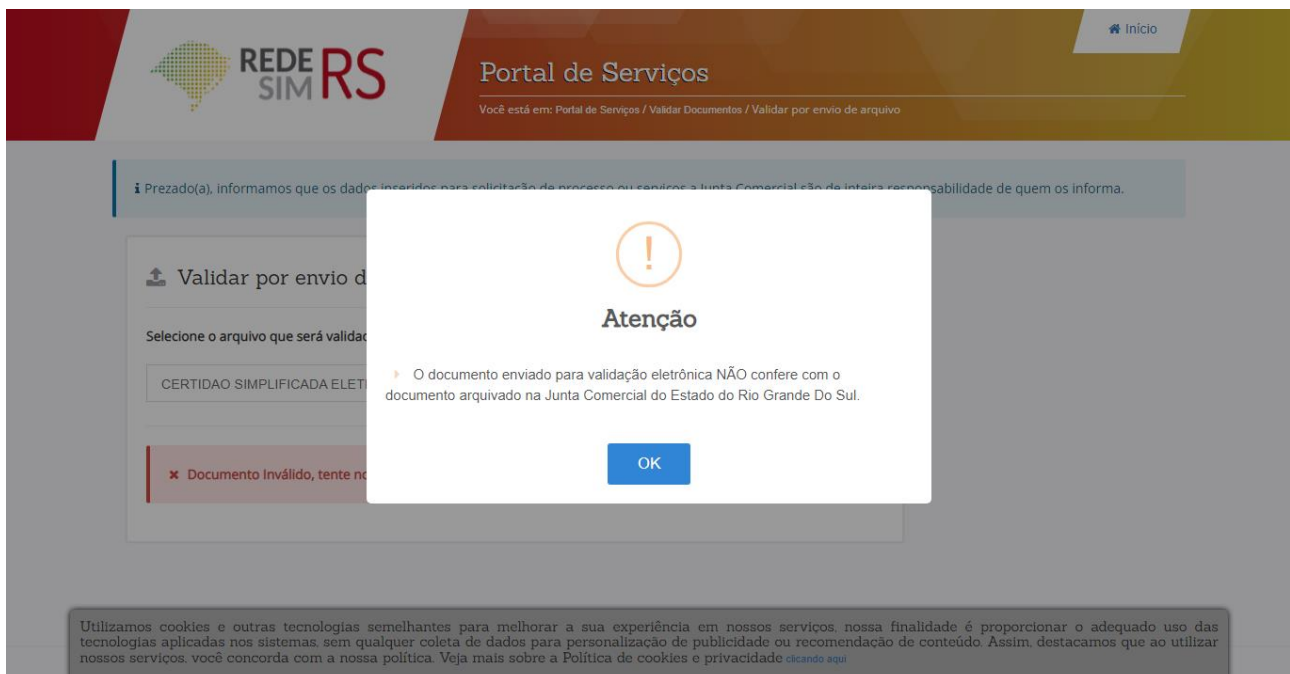 Início
REDE SIM RS
Portal de Serviços
Você está em: Portal de Serviços / Validar Documentos / Validar por envio de arquivo
Prezado(a), informamos que os dados inseridos para solicitação de processo ou serviços a Junta Comercial são de inteira responsabilidade de quem os informa.
Validar por envio d
Selecione o arquivo que será validad
CERTIDAO SIMPLIFICADA ELET
Documento Inválido, tente no
!
Atenção
O documento enviado para validação eletrônica NÃO confere com o
documento arquivado na Junta Comercial do Estado do Rio Grande Do Sul.
OK
Utilizamos cookies e outras tecnologias semelhantes para melhorar a sua experiência em nossos serviços, nossa finalidade é proporcionar o adequado uso das
tecnologias aplicadas nos sistemas, sem qualquer coleta de dados para personalização de publicidade ou recomendação de conteúdo. Assim, destacamos que ao utilizar
nossos serviços, você concorda com a nossa política. Veja mais sobre a Política de cookies e privacidade clicando aqui